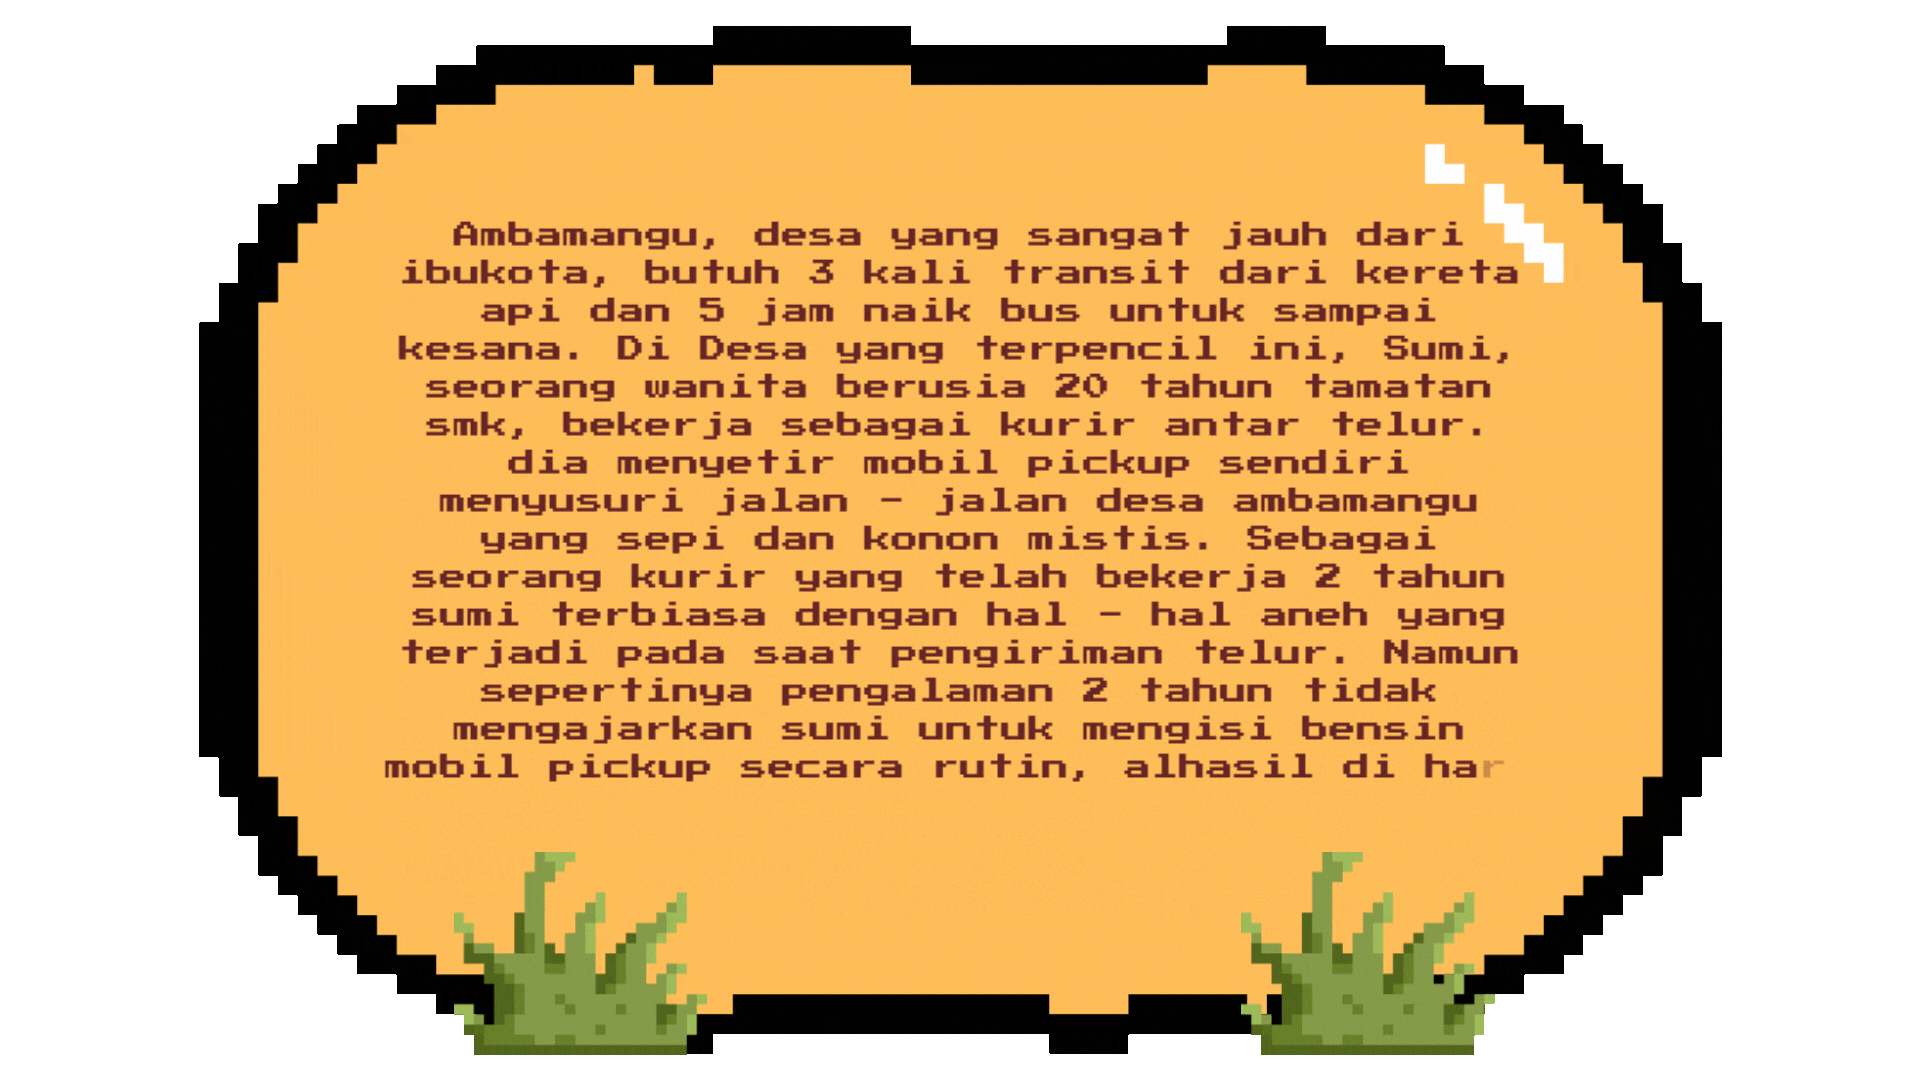 Ambamangu, desa yang sangat jauh dari
ibukota, butuh 3 kali transit dari kereta
api dan 5 jam naik bus untuk sampai
kesana. Di Desa yang terpencil ini, Sumi,
seorang wanita berusia 20 tahun tamatan
smk, bekerja sebagai kurir antar telur.
dia menyetir mobil pickup sendiri
menyusuri jalan - jalan desa ambamangu
yang sepi dan konon mistis. Sebagai
seorang kurir yang telah bekerja 2 tahun
sumi terbiasa dengan hal - hal aneh yang
terjadi pada saat pengiriman telur. Namun
sepertinya pengalaman 2 tahun tidak
mengajarkan sumi untuk mengisi bensin
mobil pickup secara rutin, alhasil di har